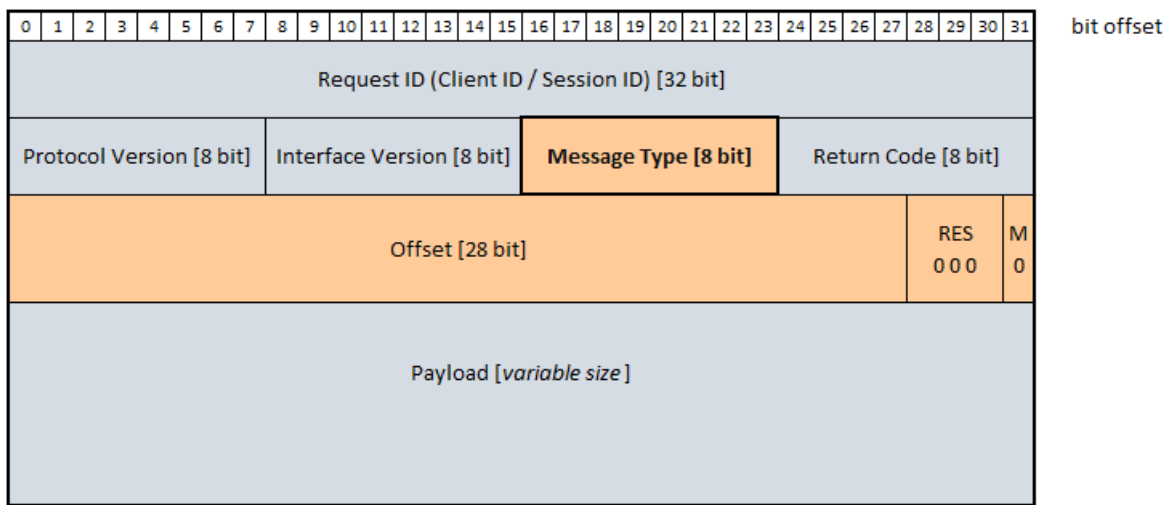 0 1 2 3 4 5 6 7 8 9 10 11 12 13 14 15 16 17 18 19 20 21 22 23 24 25 26 27 28 29 30 31 bit offset
Request ID (Client ID / Session ID) [32 bit]
Protocol Version [8 bit] Interface Version [8 bit] Message Type [8 bit] Return Code [8 bit]
Offset [28 bit] RES M
0 0 0 0
Payload [variable size]